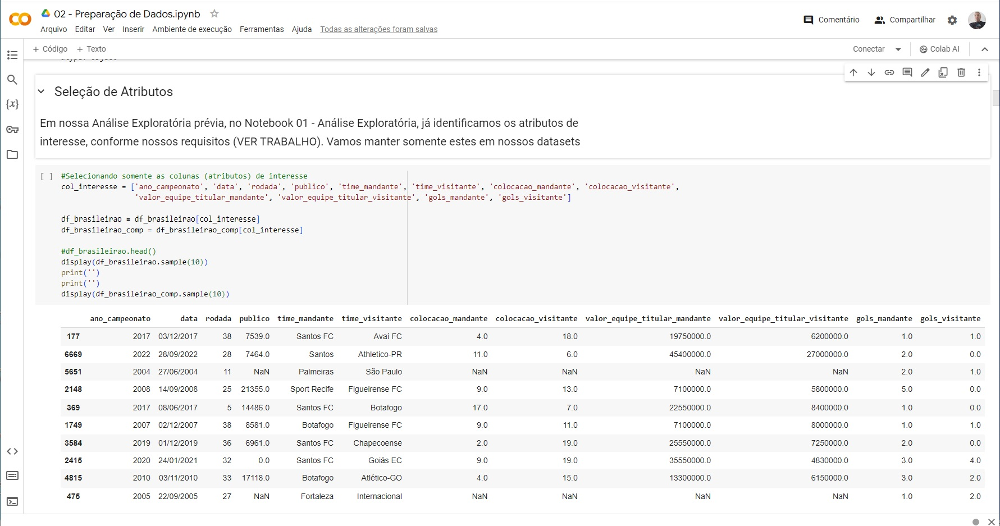 02 - Preparação de Dados.ipynb
Comentário
Compartilhar
Arquivo Editar Ver Inserir Ambiente de execução Ferramentas Ajuda Todas as alterações foram salvas
+ Código + Texto
Conectar
Colab AI
Seleção de Atributos
Em nossa Análise Exploratória prévia, no Notebook 01 - Análise Exploratória, já identificamos os atributos de
interesse, conforme nossos requisitos (VER TRABALHO). Vamos manter somente estes em nossos datasets
[ ] #Selecionando somente as colunas (atributos) de interesse
col_interesse = ['ano_campeonato', 'data', 'rodada', 'publico', 'time_mandante', 'time_visitante', 'colocacao_mandante', 'colocacao_visitante',
'valor_equipe_titular_mandante', 'valor_equipe_titular_visitante', 'gols_mandante', 'gols_visitante']
df_brasileirao = df_brasileirao[col_interesse]
df_brasileirao_comp = df_brasileirao_comp[col_interesse]
#df_brasileirao.head()
display(df_brasileirao.sample(10))
print('')
print('')
display(df_brasileirao_comp.sample(10))
ano_campeonato data rodada publico time_mandante time_visitante colocacao_mandante colocacao_visitante valor_equipe_titular_mandante valor_equipe_titular_visitante gols_mandante gols_visitante
177 2017 03/12/2017 38 7539.0 Santos FC Avaí FC 4.0 18.0 19750000.0 6200000.0 1.0 1.0
6669 2022 28/09/2022 28 7464.0 Santos Athletico-PR 11.0 6.0 45400000.0 27000000.0 2.0 0.0
5651 2004 27/06/2004 11 NaN Palmeiras São Paulo NaN NaN NaN NaN 2.0 1.0
2148 2008 14/09/2008 25 21355.0 Sport Recife Figueirense FC 9.0 13.0 7100000.0 5800000.0 5.0 0.0
369 2017 08/06/2017 5 14486.0 Santos FC Botafogo 17.0 7.0 22550000.0 8400000.0 1.0 0.0
1749 2007 02/12/2007 38 8581.0 Botafogo Figueirense FC 9.0 11.0 7100000.0 8000000.0 1.0 1.0
3584 2019 01/12/2019 36 6961.0 Santos FC Chapecoense 2.0 19.0 25550000.0 7250000.0 2.0 0.0
2415 2020 24/01/2021 32 0.0 Santos FC Goiás EC 9.0 19.0 35550000.0 4830000.0 3.0 4.0
4815 2010 03/11/2010 33 17118.0 Botafogo Atlético-GO 4.0 15.0 13300000.0 6150000.0 3.0 2.0
475 2005 22/09/2005 27 NaN Fortaleza Internacional NaN NaN NaN NaN 1.0 2.0